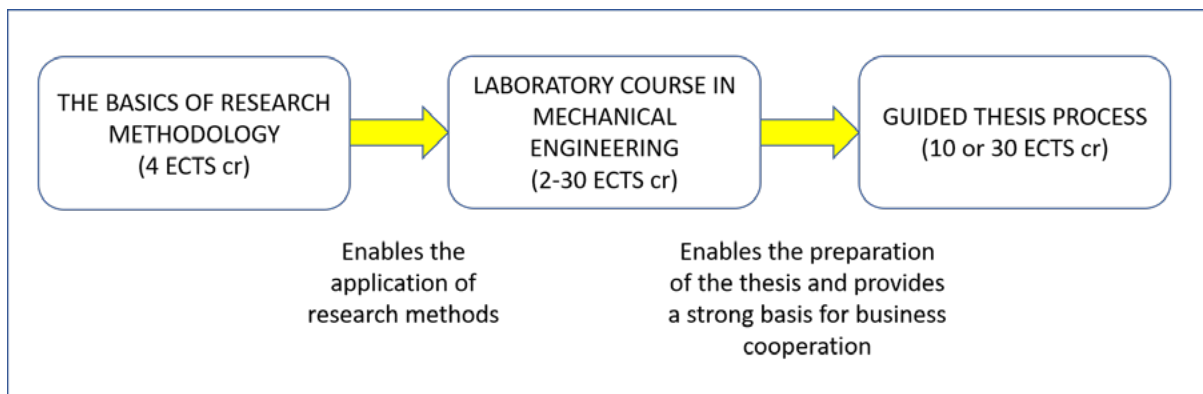 THE BASICS OF RESEARCH
METHODOLOGY
(4 ECTS cr)
LABORATORY COURSE IN
MECHANICAL
ENGINEERING
(2-30 ECTS cr)
GUIDED THESIS PROCESS
(10 or 30 ECTS cr)
Enables the
application of
research methods
Enables the preparation
of the thesis and provides
a strong basis for business
cooperation